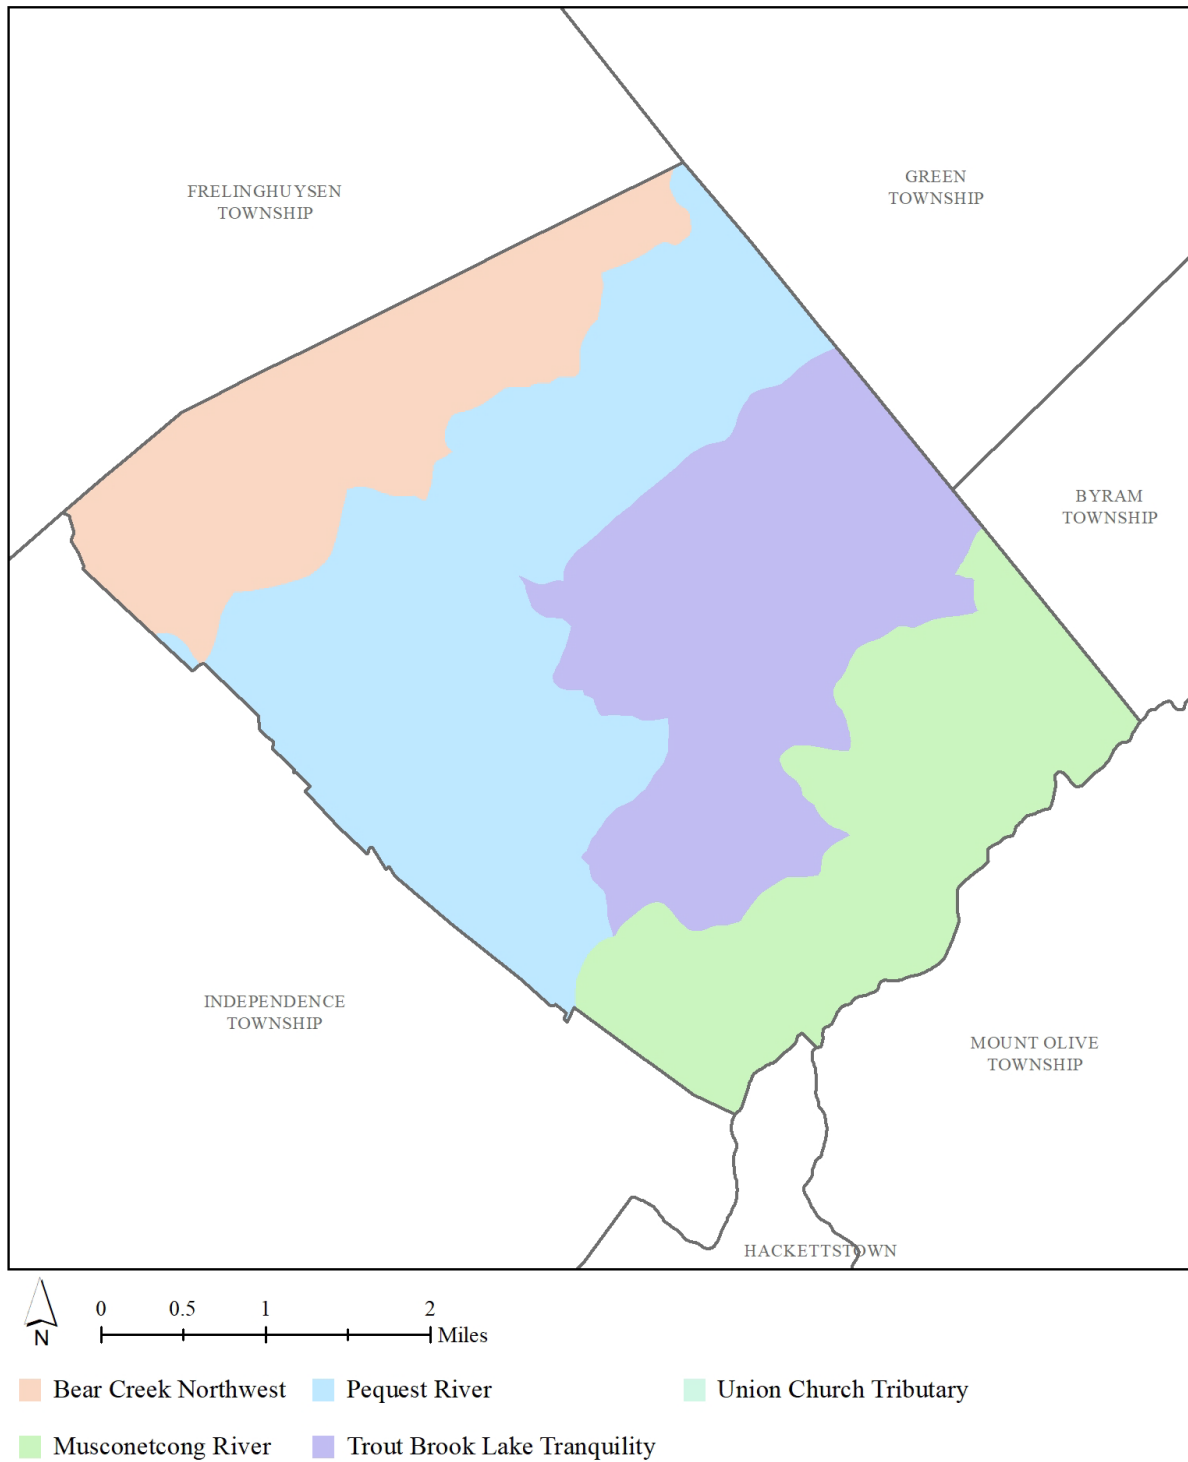 FRELINGHUYSEN
TOWNSHIP
GREEN
TOWNSHIP
BYRAM
TOWNSHIP
INDEPENDENCE
TOWNSHIP
MOUNT OLIVE
TOWNSHIP
HACKETTSTOWN
N
0 0.5 1 2
Miles
Bear Creek Northwest
Pequest River
Union Church Tributary
Musconetcong River
Trout Brook Lake Tranquility